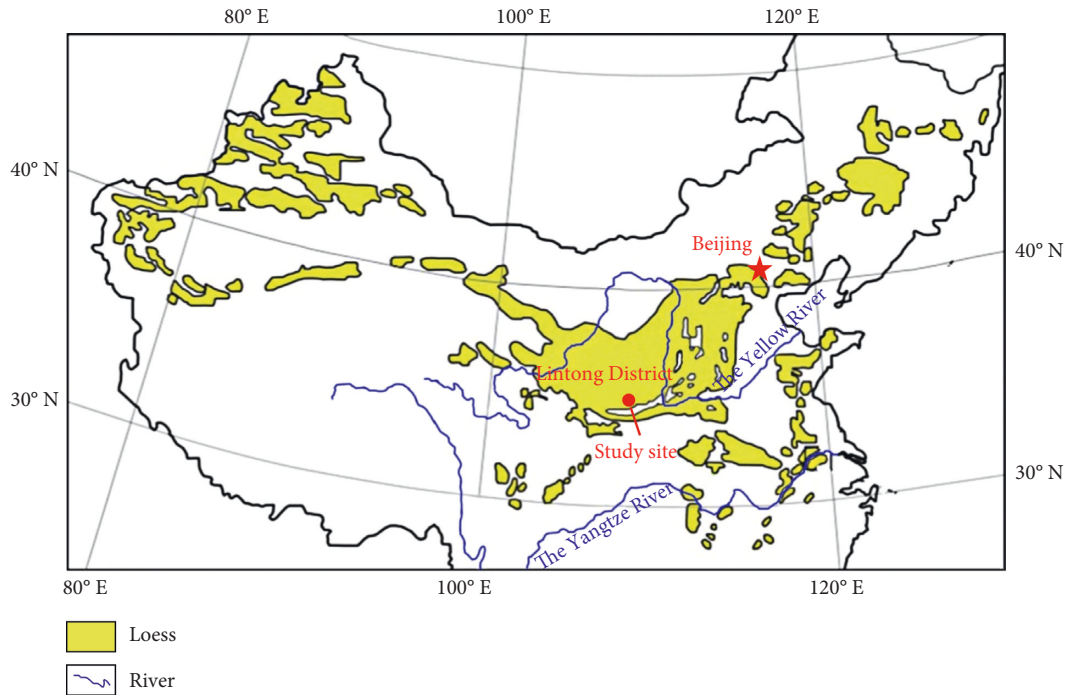 80° E
100° E
120° E
40° N
30° N
Beijing
The Yellow River
Lintong District
Study site
The Yangtze River
40° N
30° N
80° E
100° E
120° E
Loess
River